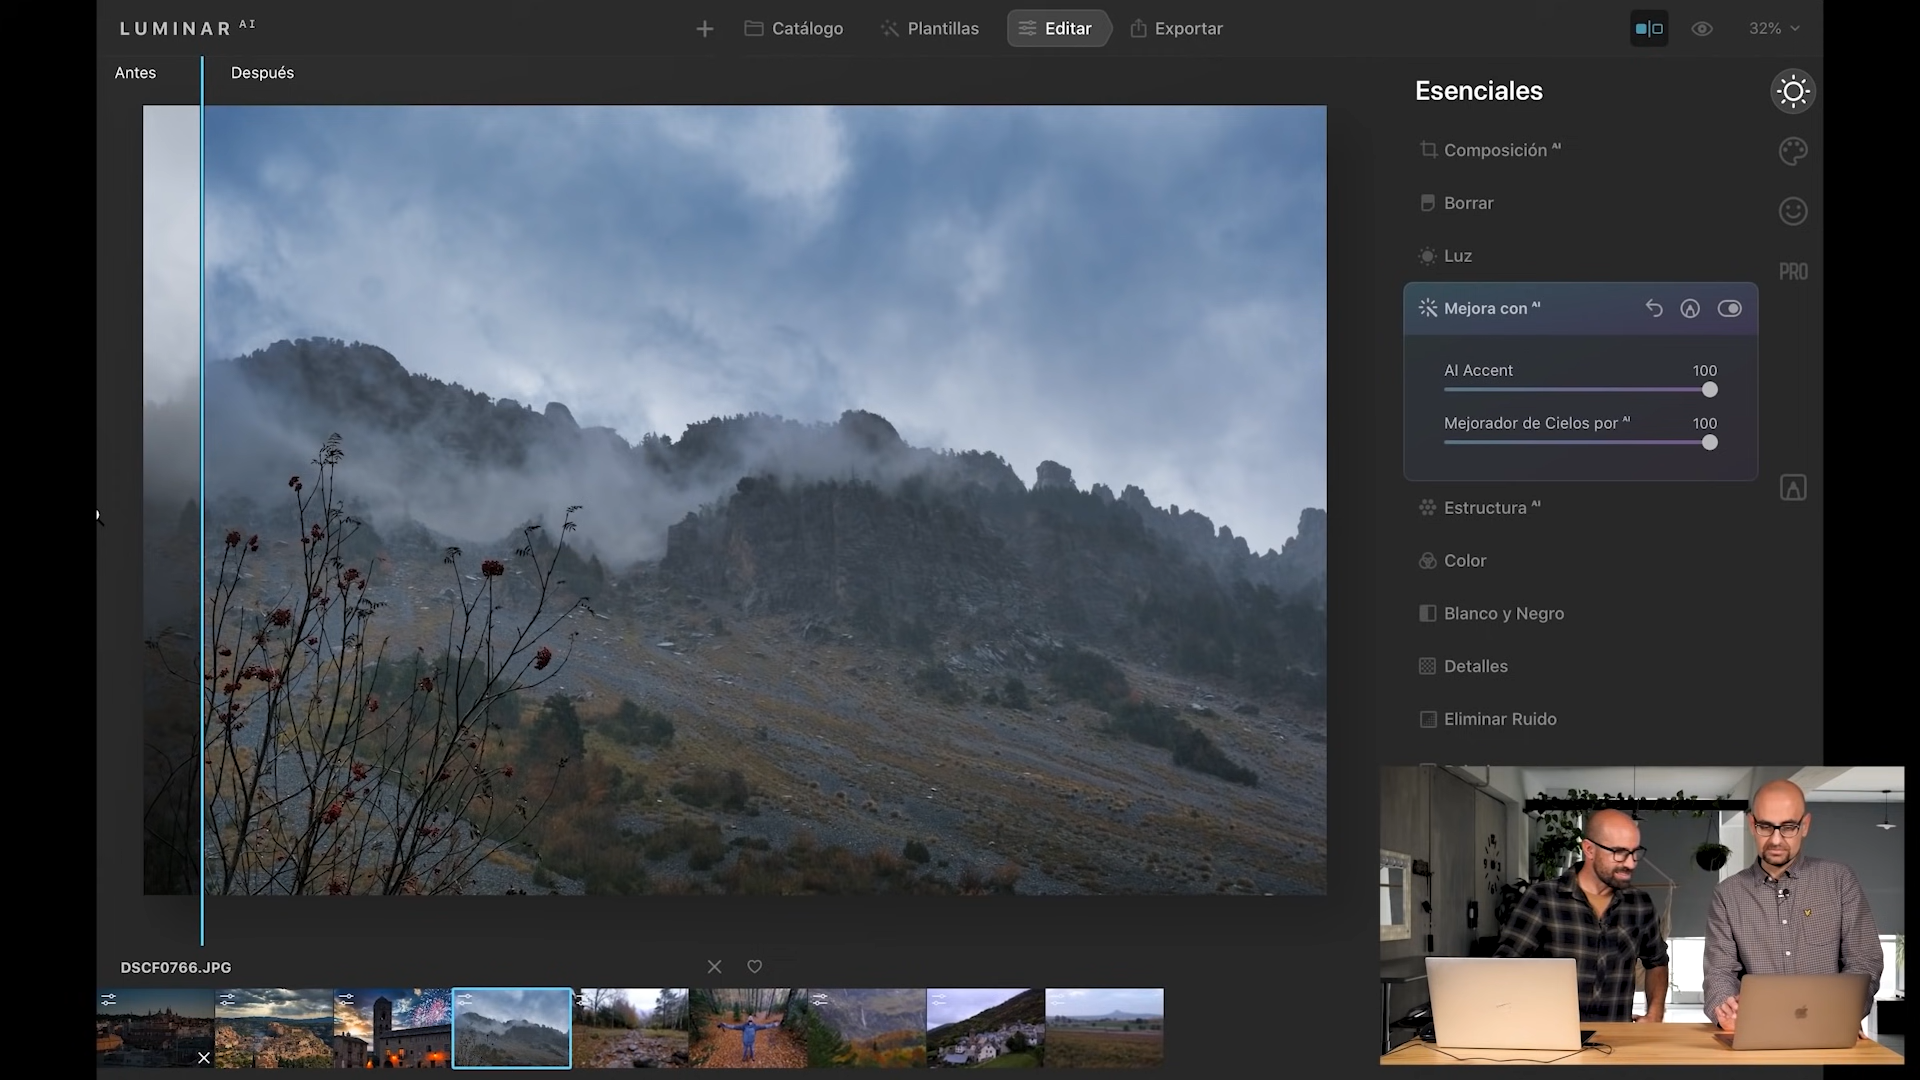 LUMINAR AI
Catálogo
Plantillas
Editar
Exportar
32%
Antes
Después
Esenciales
Composición AI
Borrar
Luz
PRO
Mejora con AI
AI Accent 100
Mejorador de Cielos por AI 100
Estructura AI
Color
Blanco y Negro
Detalles
Eliminar Ruido
DSCF0766.JPG